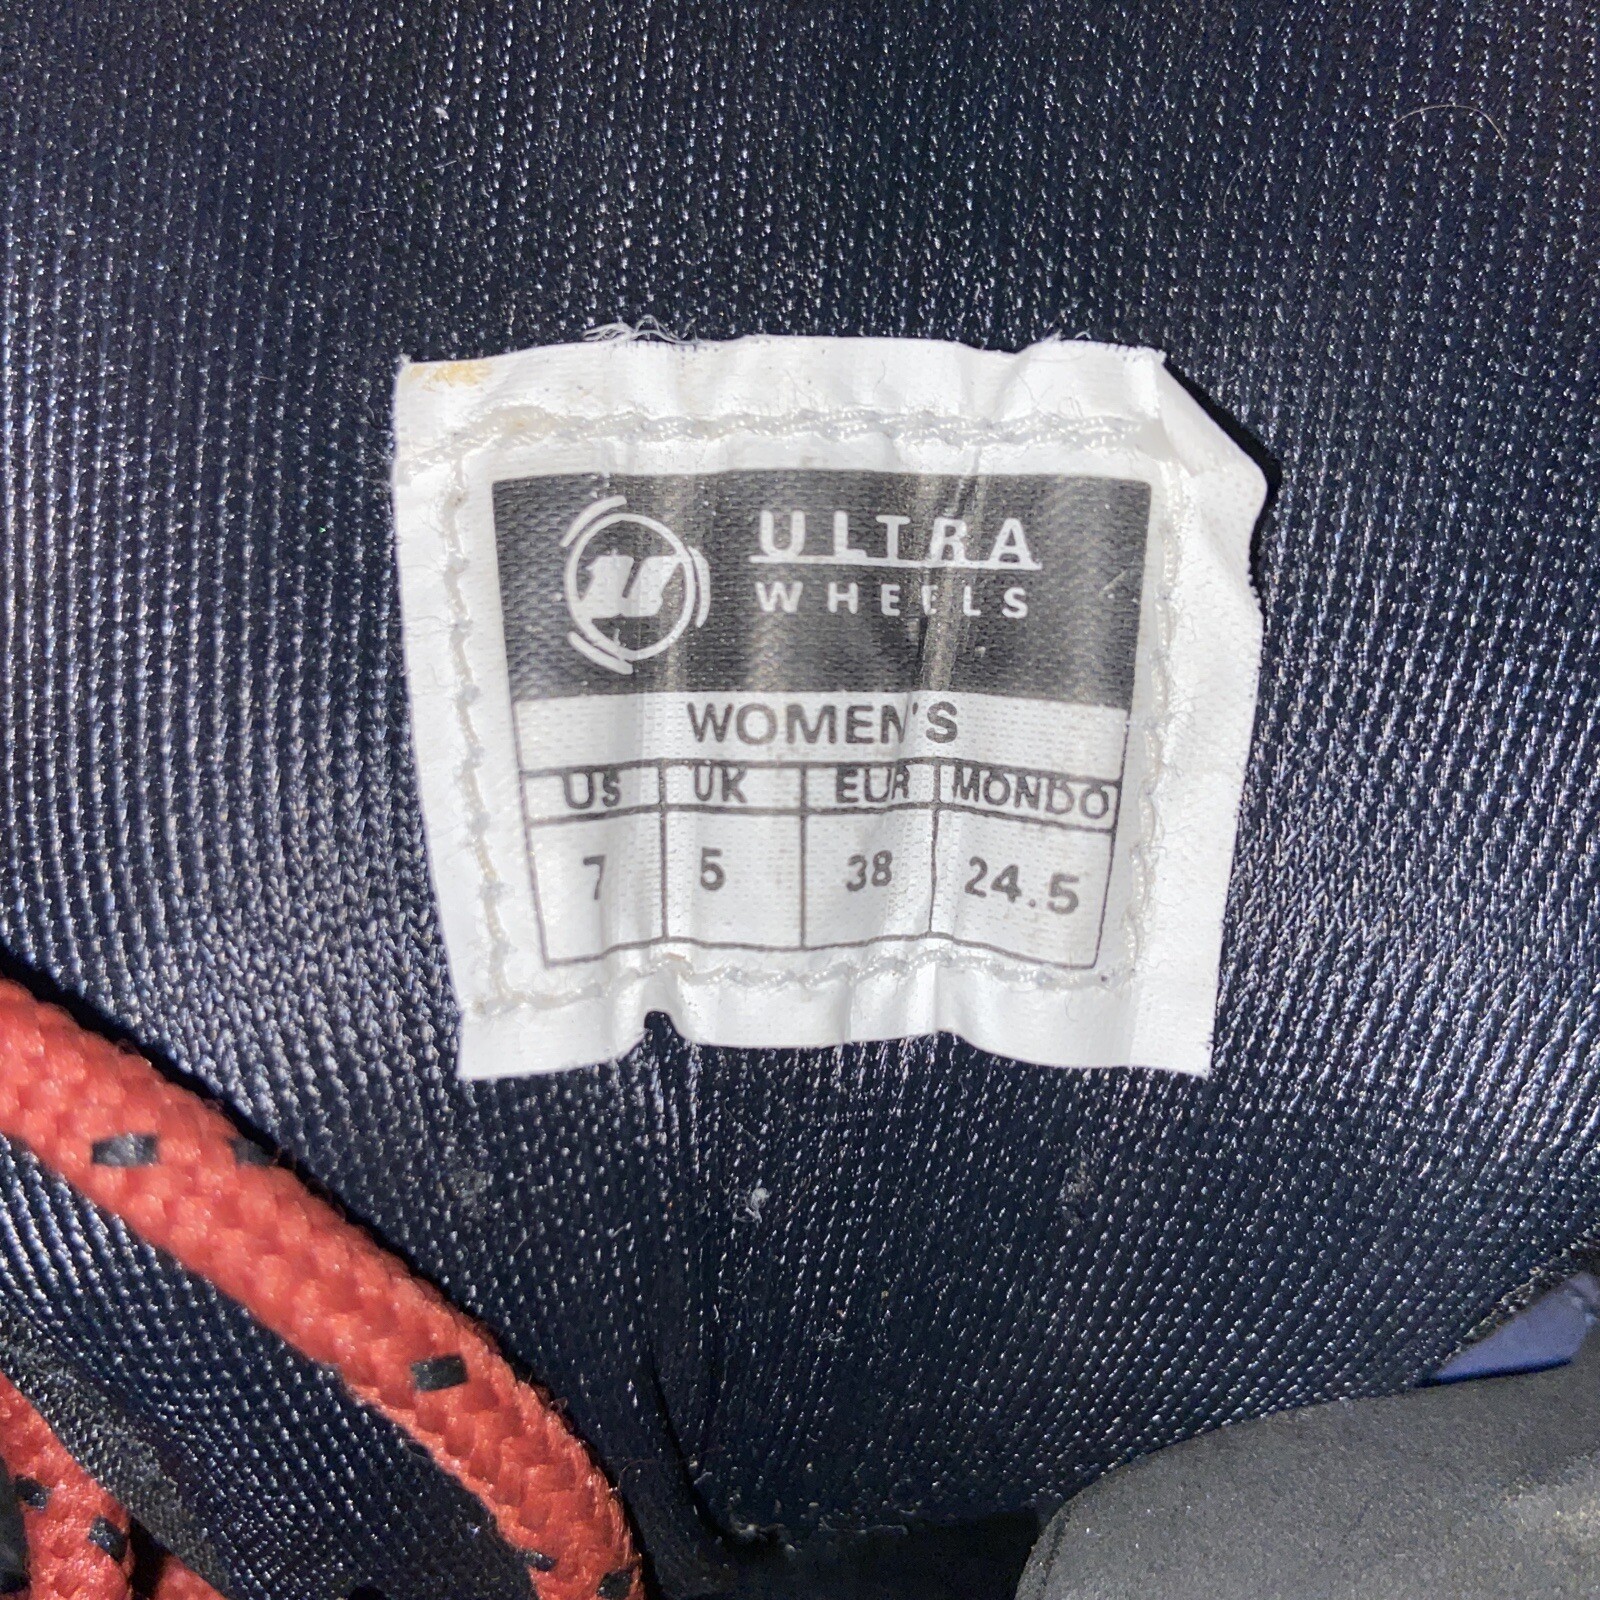 U
ULTRA
WHEELS
WOMEN'S
US UK EUR MONDO
7 5 38 24.5